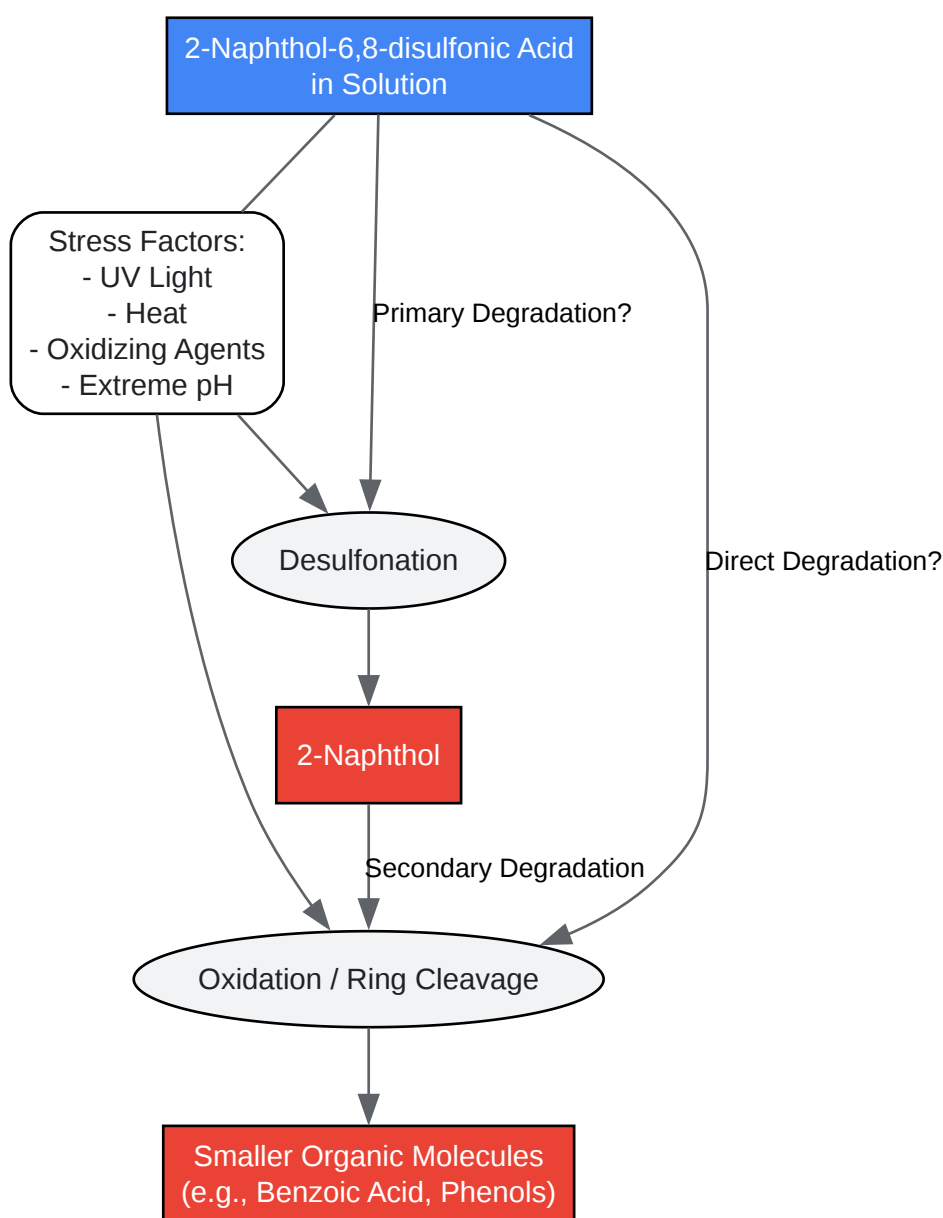 2-Naphthol-6,8-disulfonic Acid
in Solution
Stress Factors:
- UV Light
- Heat
- Oxidizing Agents
- Extreme pH
Primary Degradation?
Desulfonation
Direct Degradation?
2-Naphthol
Secondary Degradation
Oxidation / Ring Cleavage
Smaller Organic Molecules
(e.g., Benzoic Acid, Phenols)